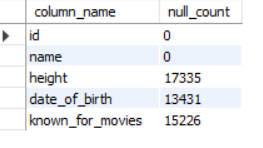 column_name null_count
id 0
name 0
height 17335
date_of_birth 13431
known_for_movies 15226